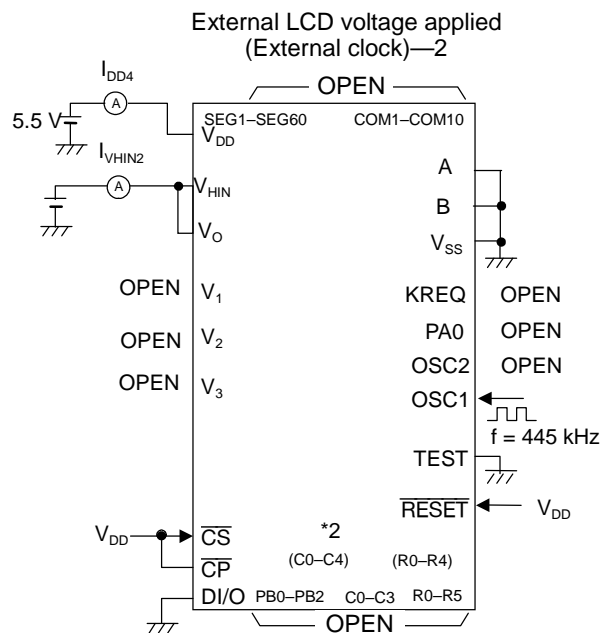 External LCD voltage applied
(External clock)—2
OPEN
I_DD4
A
5.5 V
SEG1–SEG60 COM1–COM10
V_DD
A
I_VHIN2
A
V_HIN
B
V_O
V_SS
OPEN V_1 KREQ OPEN
OPEN V_2 PA0 OPEN
OSC2 OPEN
OPEN V_3 OSC1
f = 445 kHz
TEST
RESET V_DD
V_DD CS *2
CP (C0–C4) (R0–R4)
DI/O PB0–PB2 C0–C3 R0–R5
OPEN